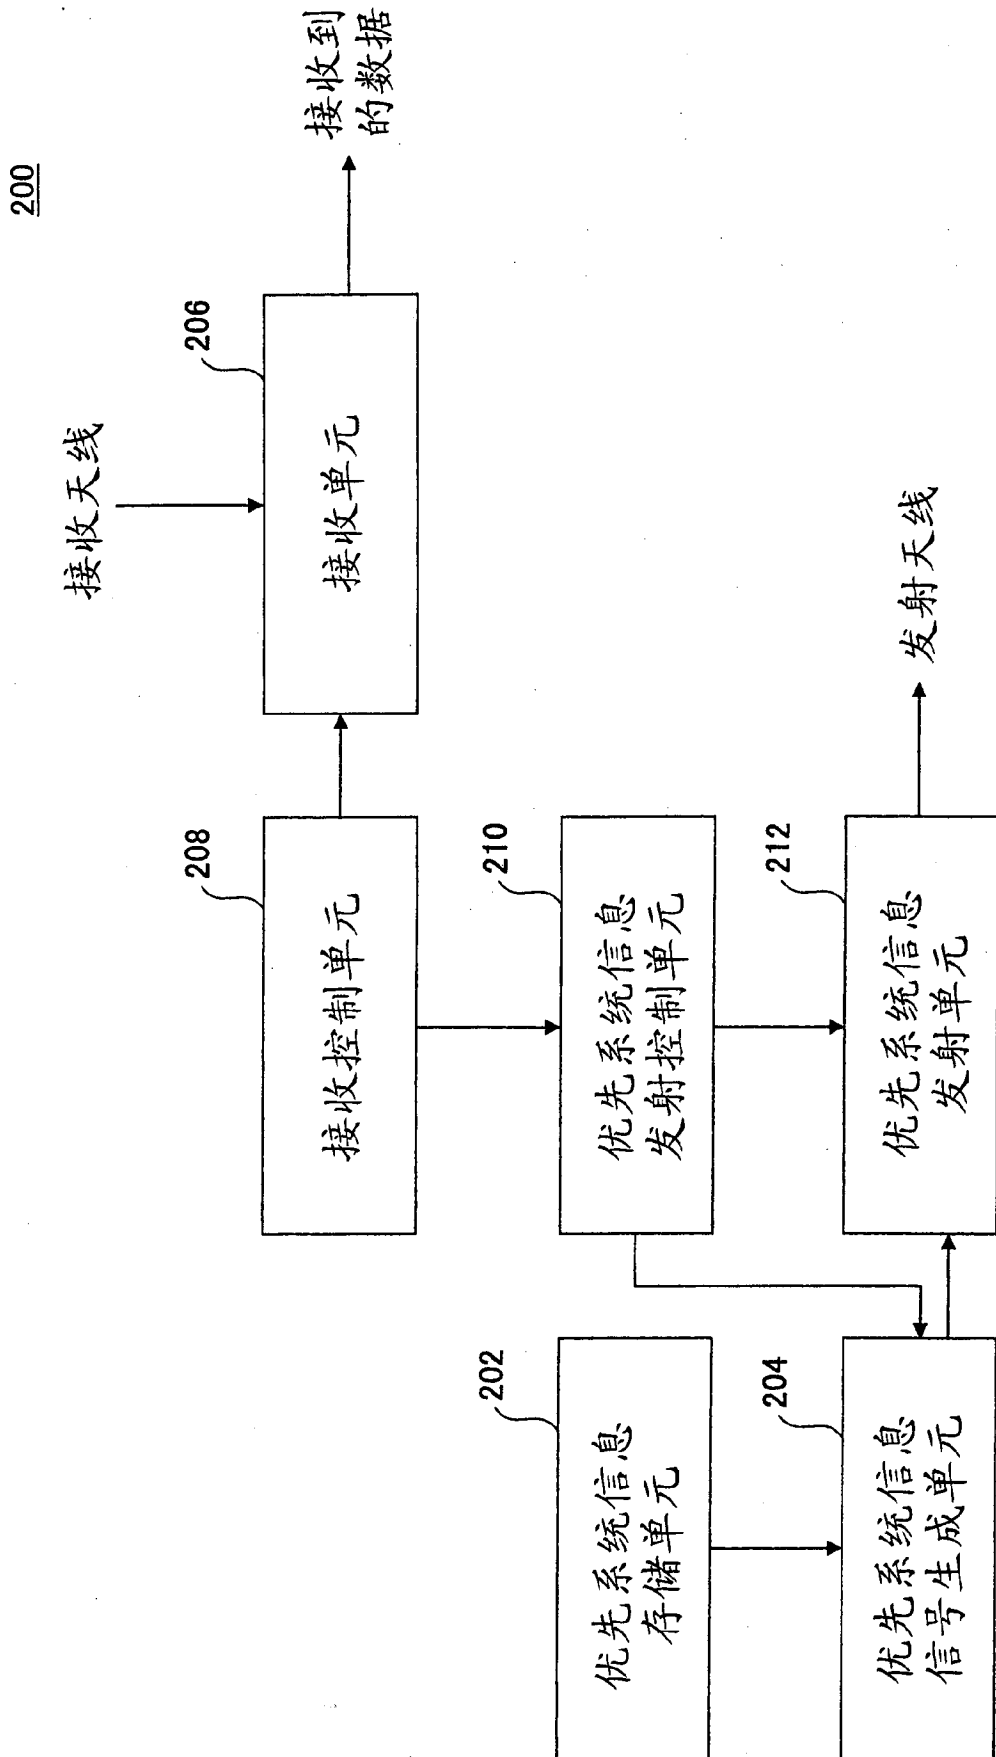 200
接收天线
206
接收单元
接收到
的数据
208
接收控制单元
202
优先系统信息
存储单元
210
优先系统信息
发射控制单元
204
优先系统信息
信号生成单元
212
优先系统信息
发射单元
发射天线